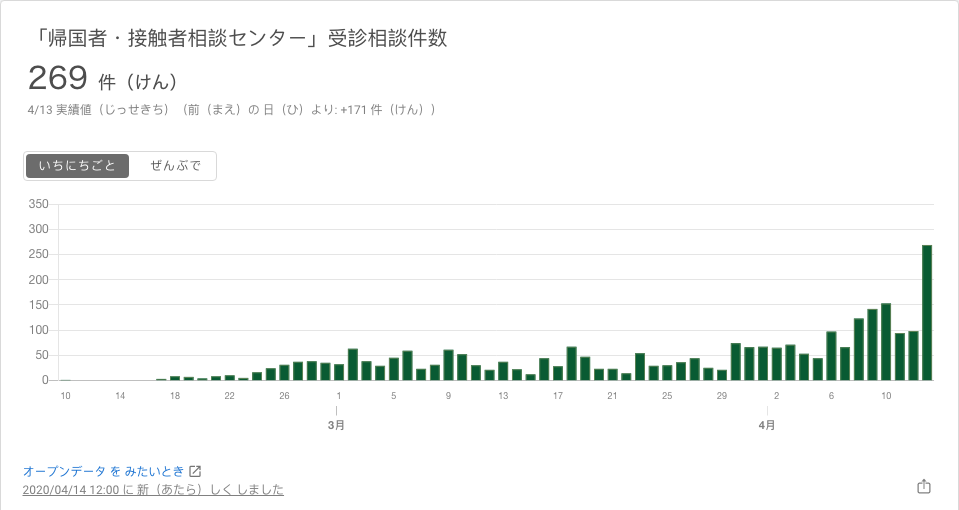 「帰国者・接触者相談センター」受診相談件数
269 件（けん）
4/13 実績値（じっせきち）（前（まえ）の 日（ひ）より: +171 件（けん））
いちにちごと ぜんぶで
350
300
250
200
150
100
50
0
10 14 18 22 26 1 5 9 13 17 21 25 29 2 6 10
3月 4月
オープンデータ を みたいとき
2020/04/14 12:00 に 新（あたら）しく しました